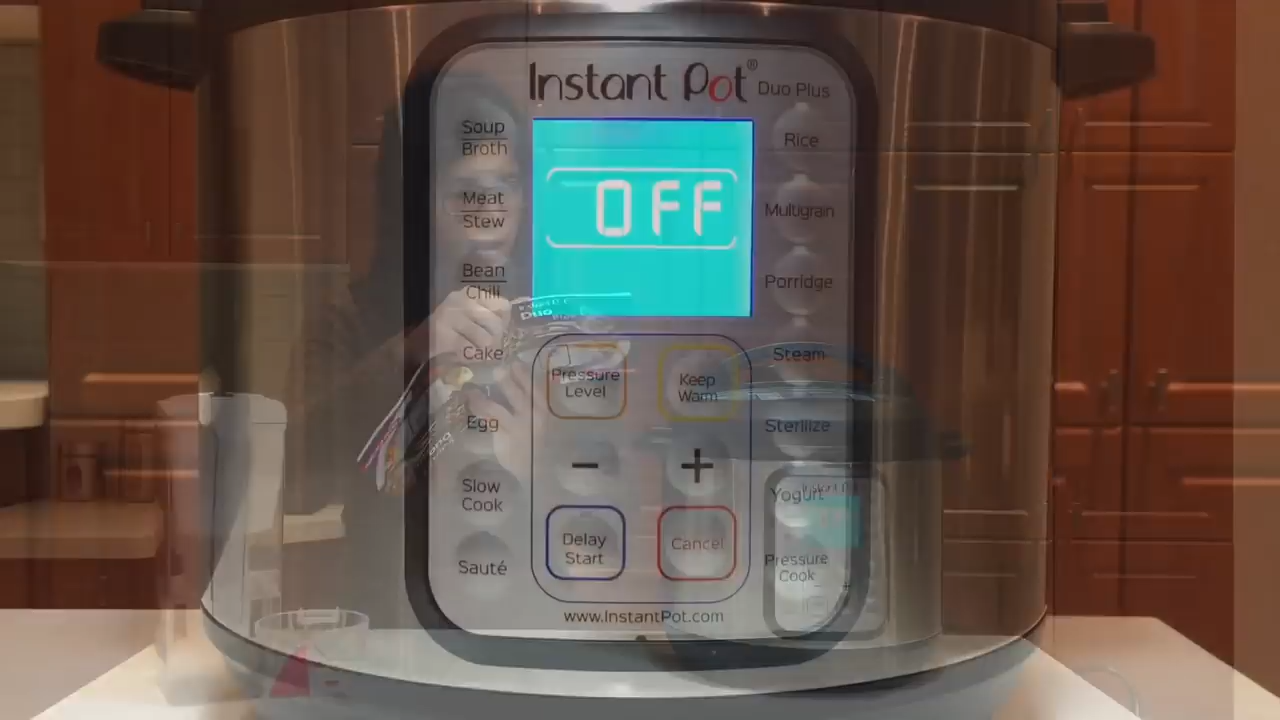 Instant Pot® Duo Plus
Soup
Broth
Meat
Stew
Bean
Chili
Cake
Egg
Slow
Cook
Sauté
OFF
Duo
Pressure
Level
Keep
Warm
−
+
Delay
Start
Cancel
Rice
Multigrain
Porridge
Steam
Sterilize
Yogurt
Pressure
Cook
www.InstantPot.com